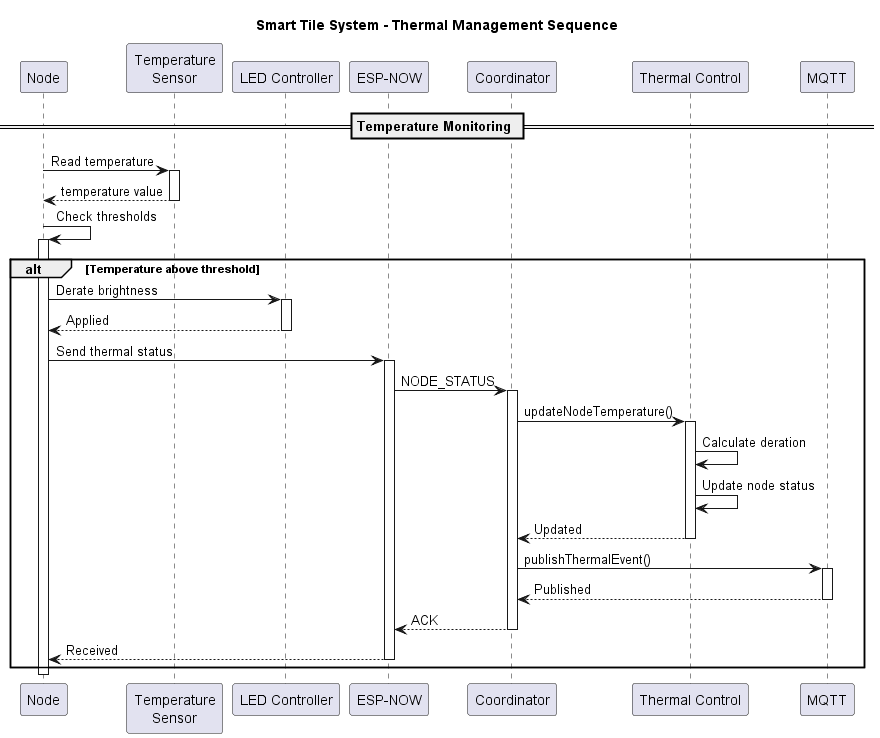 Smart Tile System - Thermal Management Sequence
Node
Temperature
Sensor
LED Controller
ESP-NOW
Coordinator
Thermal Control
MQTT
Temperature Monitoring
Read temperature
temperature value
Check thresholds
alt
[Temperature above threshold]
Derate brightness
Applied
Send thermal status
NODE_STATUS
updateNodeTemperature()
Calculate deration
Update node status
Updated
publishThermalEvent()
Published
ACK
Received
Node
Temperature
Sensor
LED Controller
ESP-NOW
Coordinator
Thermal Control
MQTT